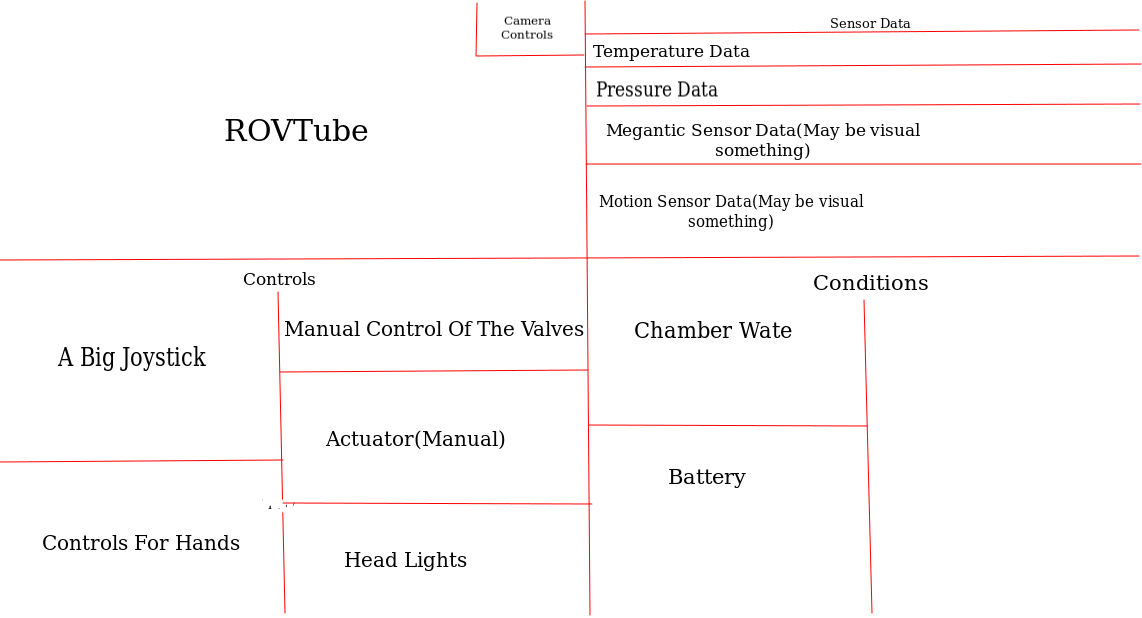 Camera
Controls
Sensor Data
Temperature Data
Pressure Data
ROVTube
Megantic Sensor Data(May be visual
something)
Motion Sensor Data(May be visual
something)
Controls
Conditions
Manual Control Of The Valves
Chamber Wate
A Big Joystick
Actuator(Manual)
Battery
Controls For Hands
Head Lights